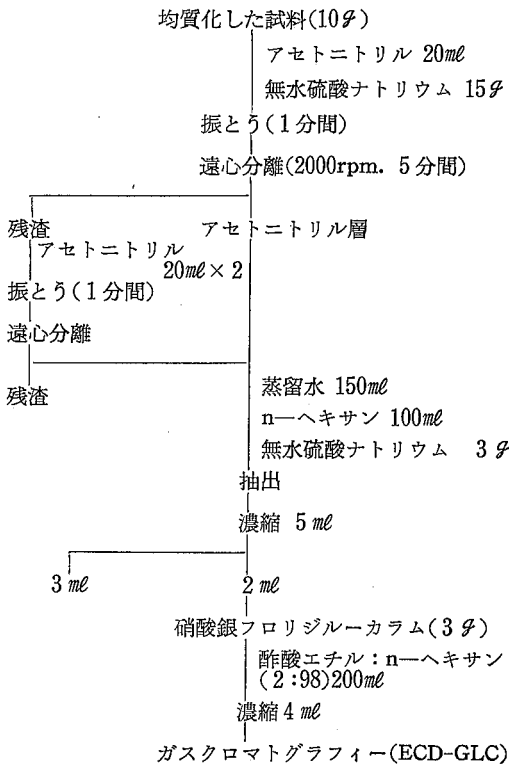 均質化した試料(10g)
アセトニトリル 20ml
無水硫酸ナトリウム 15g
振とう(1分間)
遠心分離(2000rpm. 5分間)
残渣
アセトニトリル層
アセトニトリル
20ml×2
振とう(1分間)
遠心分離
残渣
蒸留水 150ml
n—ヘキサン 100ml
無水硫酸ナトリウム 3g
抽出
濃縮 5ml
3ml
2ml
硝酸銀フロリジルーカラム(3g)
酢酸エチル:n—ヘキサン
(2:98)200ml
濃縮4ml
ガスクロマトグラフィー(ECD-GLC)